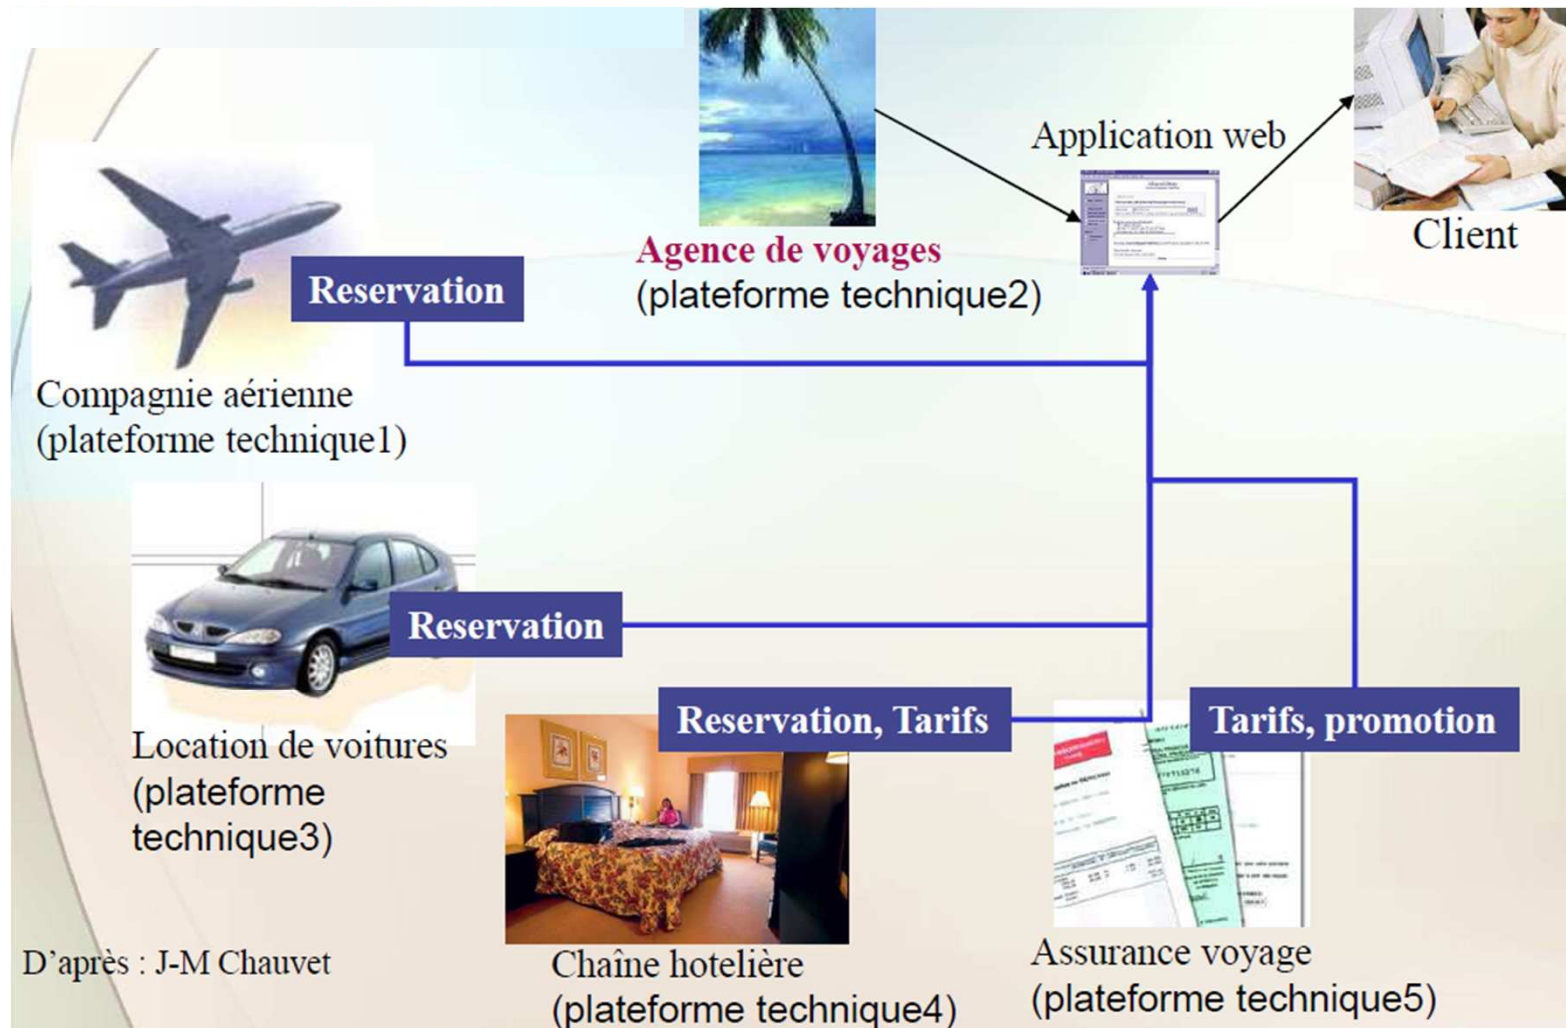 Application web
Client
Agence de voyages
(plateforme technique2)
Reservation
Compagnie aérienne
(plateforme technique1)
Reservation
Location de voitures
(plateforme
technique3)
Reservation, Tarifs
Tarifs, promotion
Chaîne hotelière
(plateforme technique4)
Assurance voyage
(plateforme technique5)
D'après : J-M Chauvet